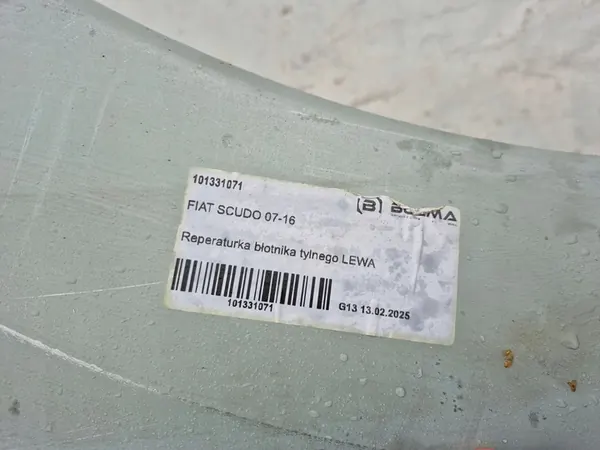 101331071
FIAT SCUDO 07-16
Reperaturka błotnika tylnego LEWA
101331071
G13 13.02.2025